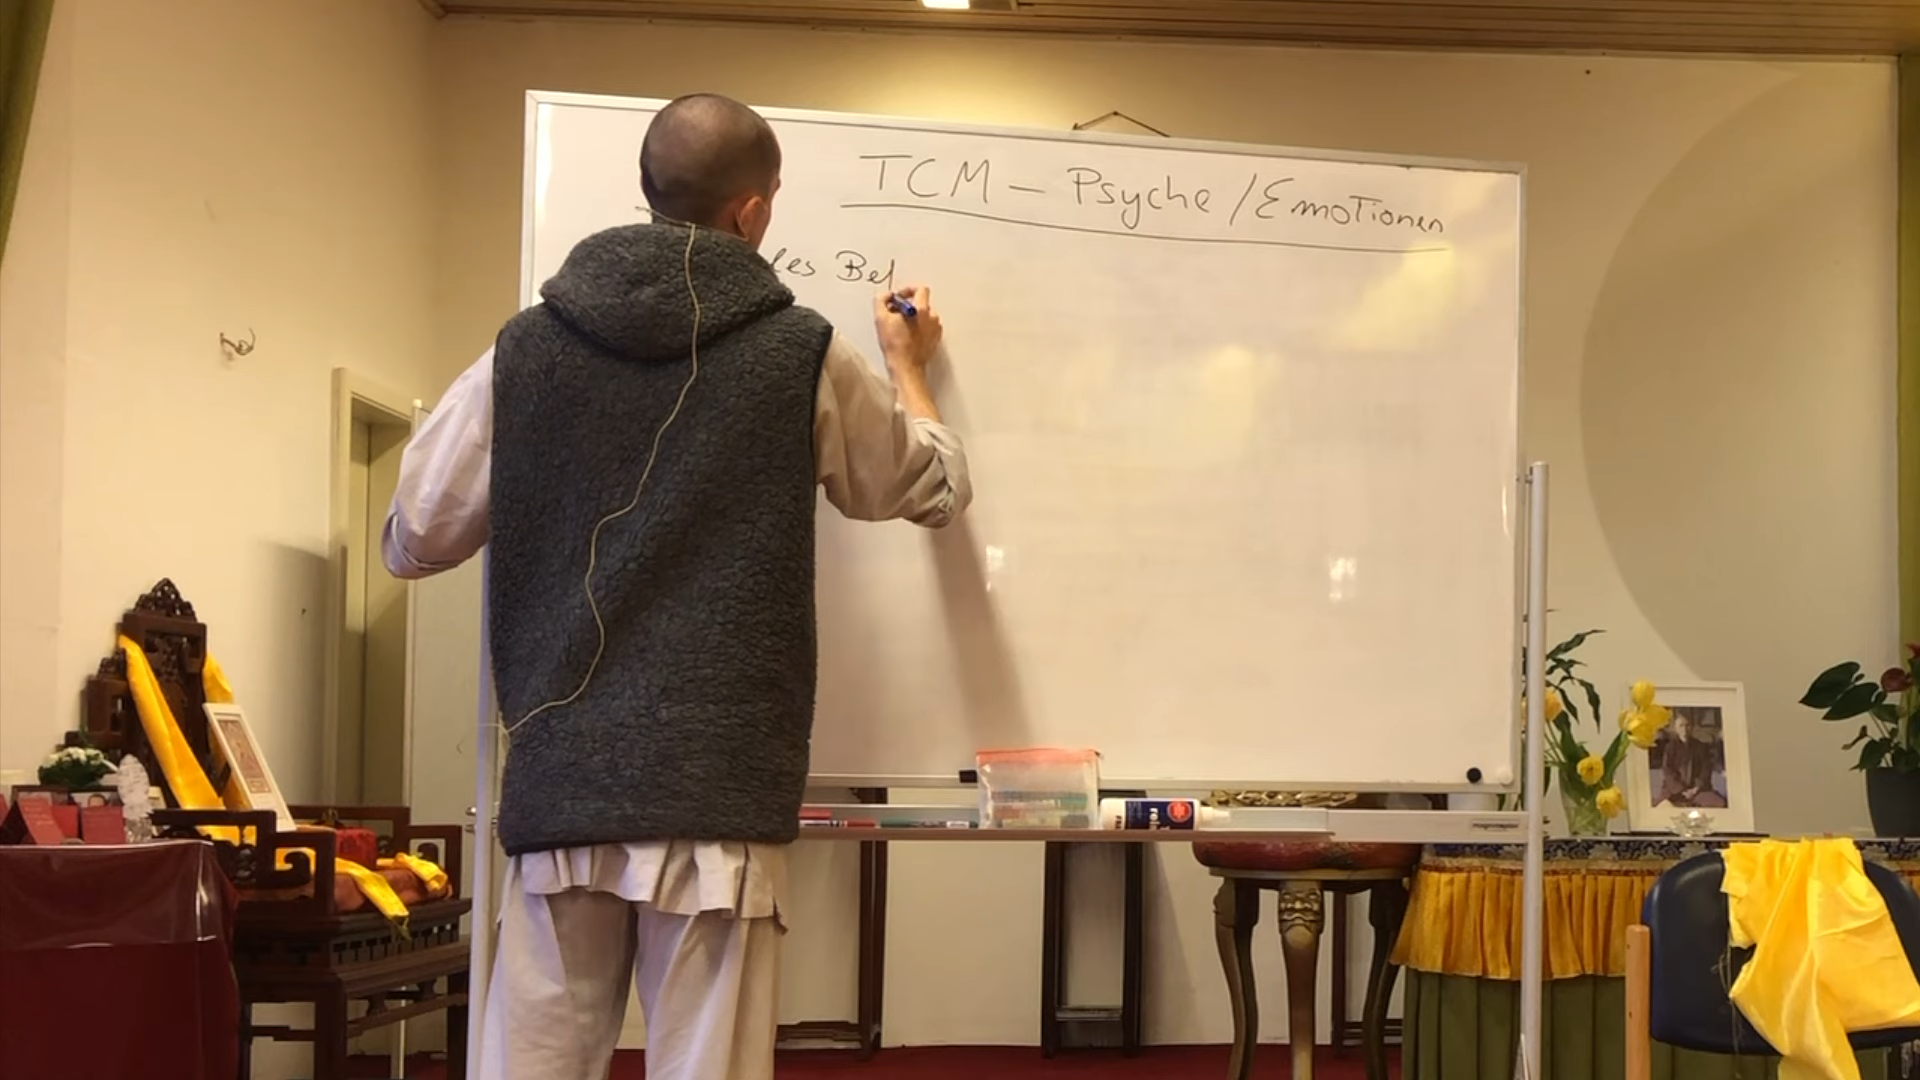 TCM – Psyche / Emotionen
les Bel